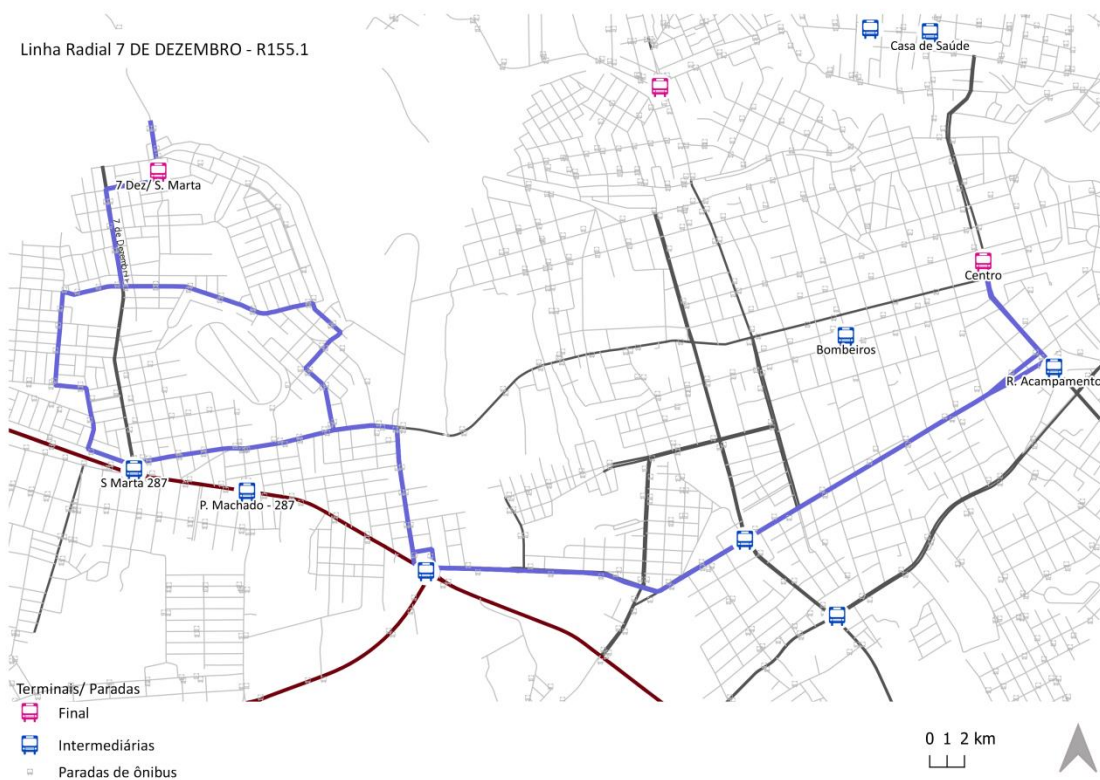 Linha Radial 7 DE DEZEMBRO - R155.1
Casa de Saúde
7 Dez/ S. Marta
7 de Dezembro
Centro
Bombeiros
R. Acampamento
S Marta 287
P. Machado - 287
Terminais/ Paradas
Final
Intermediárias
Paradas de ônibus
0 1 2 km